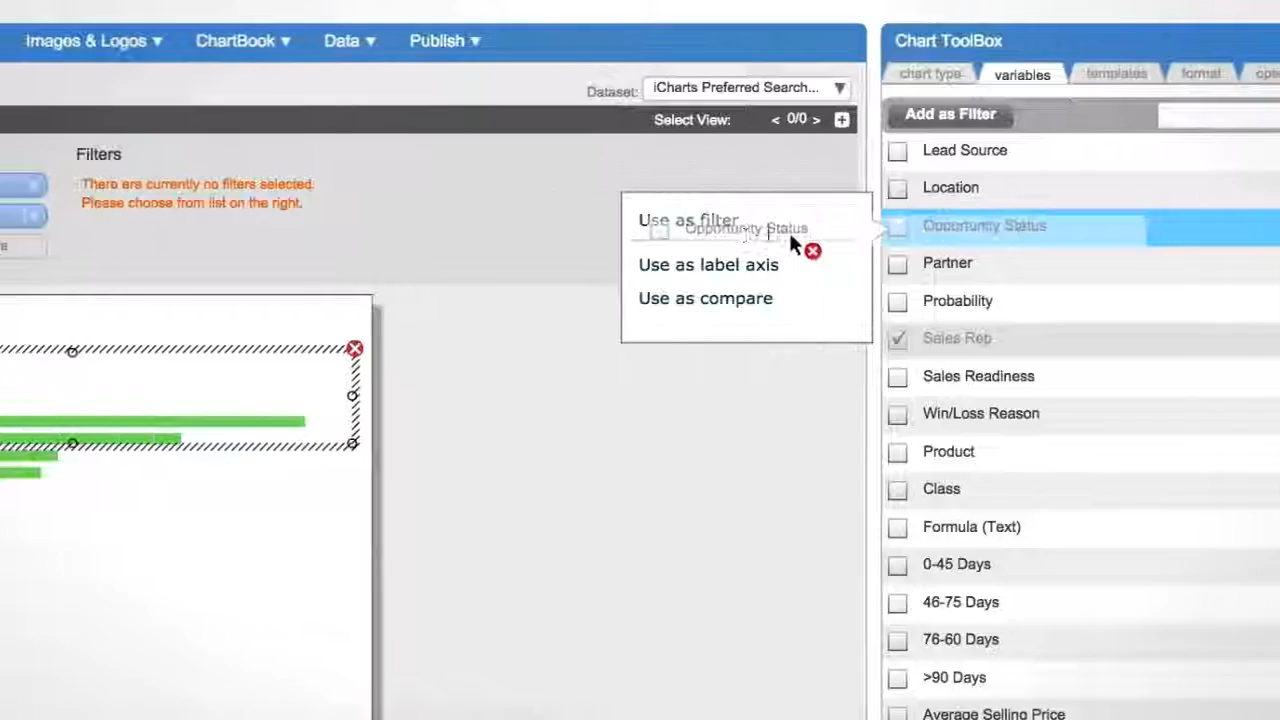 Images & Logos ▼ ChartBook ▼ Data ▼ Publish ▼
Dataset: iCharts Preferred Search... ▼
Select View: < 0/0 >
Filters
There are currently no filters selected.
Please choose from list on the right.
Use as filter
Opportunity Status
Use as label axis
Use as compare
Chart ToolBox
chart type variables templates format
Add as Filter
Lead Source
Location
Opportunity Status
Partner
Probability
Sales Rep
Sales Readiness
Win/Loss Reason
Product
Class
Formula (Text)
0-45 Days
46-75 Days
76-60 Days
>90 Days
Average Selling Price